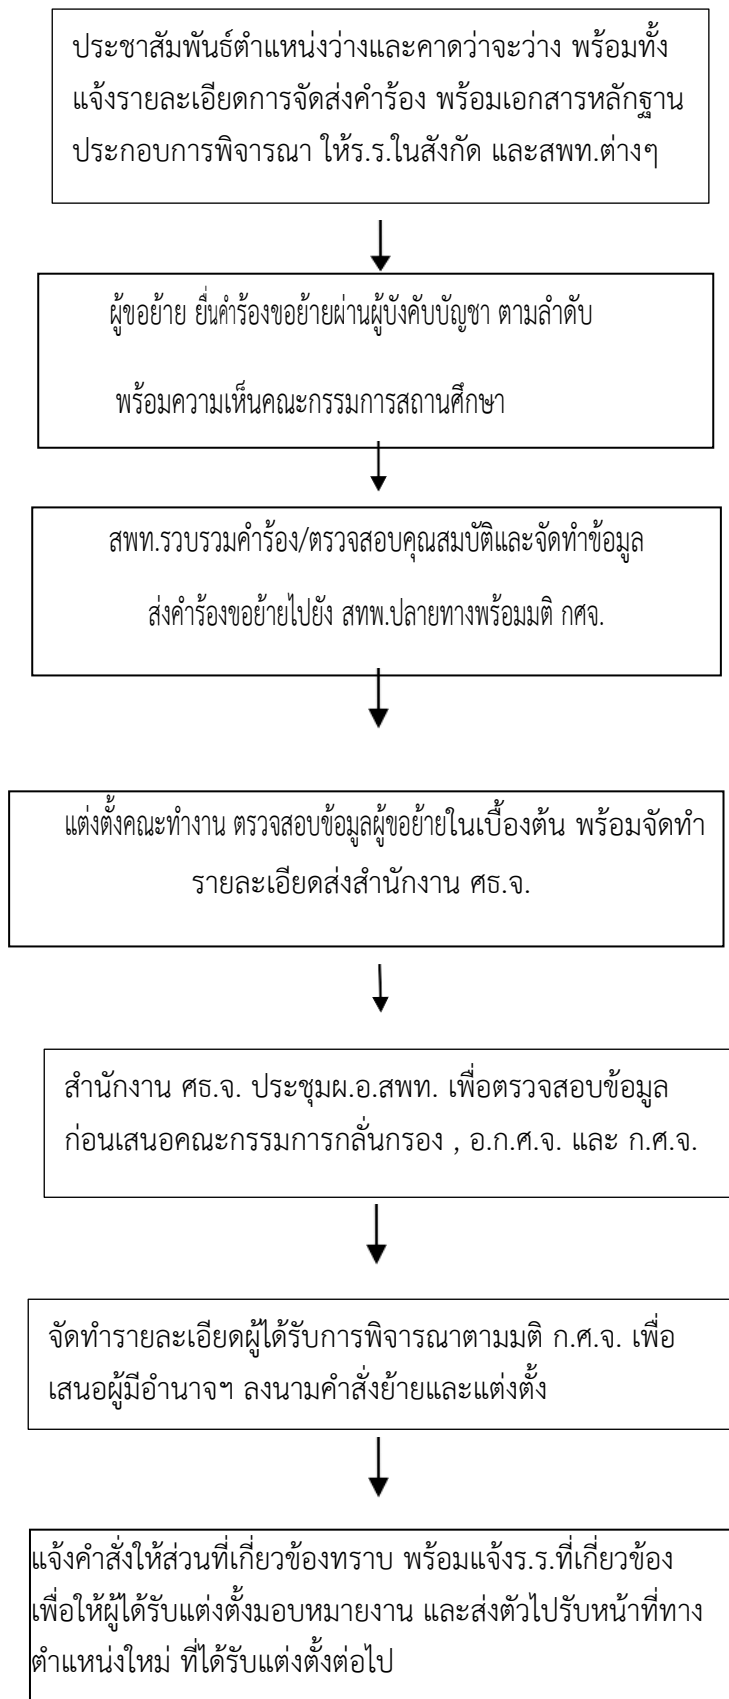 ประชาสัมพันธ์ตำแหน่งว่างและคาดว่าจะว่าง พร้อมทั้ง
แจ้งรายละเอียดการจัดส่งคำร้อง พร้อมเอกสารหลักฐาน
ประกอบการพิจารณา ให้ร.ร.ในสังกัด และสพท.ต่างๆ
ผู้ขอย้าย ยื่นคำร้องขอย้ายผ่านผู้บังคับบัญชา ตามลำดับ
พร้อมความเห็นคณะกรรมการสถานศึกษา
สพท.รวบรวมคำร้อง/ตรวจสอบคุณสมบัติและจัดทำข้อมูล
ส่งคำร้องขอย้ายไปยัง สทพ.ปลายทางพร้อมมติ กศจ.
แต่งตั้งคณะทำงาน ตรวจสอบข้อมูลผู้ขอย้ายในเบื้องต้น พร้อมจัดทำ
รายละเอียดส่งสำนักงาน ศธ.จ.
สำนักงาน ศธ.จ. ประชุมผ.อ.สพท. เพื่อตรวจสอบข้อมูล
ก่อนเสนอคณะกรรมการกลั่นกรอง , อ.ก.ศ.จ. และ ก.ศ.จ.
จัดทำรายละเอียดผู้ได้รับการพิจารณาตามมติ ก.ศ.จ. เพื่อ
เสนอผู้มีอำนาจฯ ลงนามคำสั่งย้ายและแต่งตั้ง
แจ้งคำสั่งให้ส่วนที่เกี่ยวข้องทราบ พร้อมแจ้งร.ร.ที่เกี่ยวข้อง
เพื่อให้ผู้ได้รับแต่งตั้งมอบหมายงาน และส่งตัวไปรับหน้าที่ทาง
ตำแหน่งใหม่ ที่ได้รับแต่งตั้งต่อไป